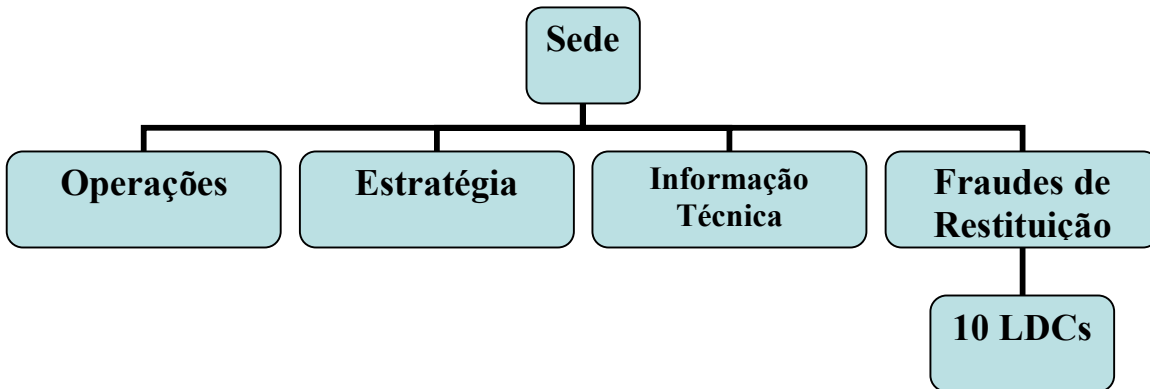 Sede
Operações
Estratégia
Informação
Técnica
Fraudes de
Restituição
10 LDCs